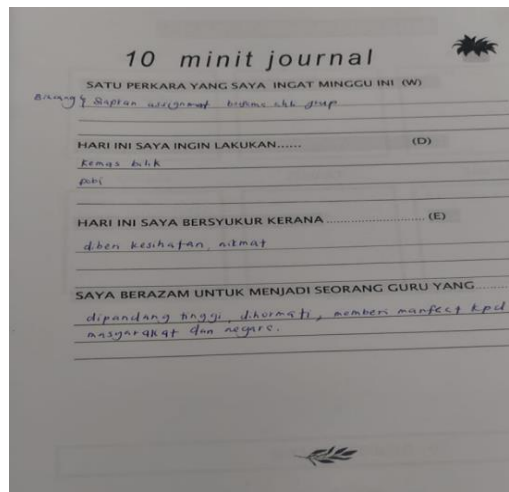 10 minit journal
SATU PERKARA YANG SAYA INGAT MINGGU INI (W)
siapkan assignment bersama ahli grup
HARI INI SAYA INGIN LAKUKAN...... (D)
kemas bilik
HARI INI SAYA BERSYUKUR KERANA ........................ (E)
diberi kesihatan, nikmat
SAYA BERAZAM UNTUK MENJADI SEORANG GURU YANG ........
dipandang tinggi, dihormati, memberi manfaat kpd
masyarakat dan negara.